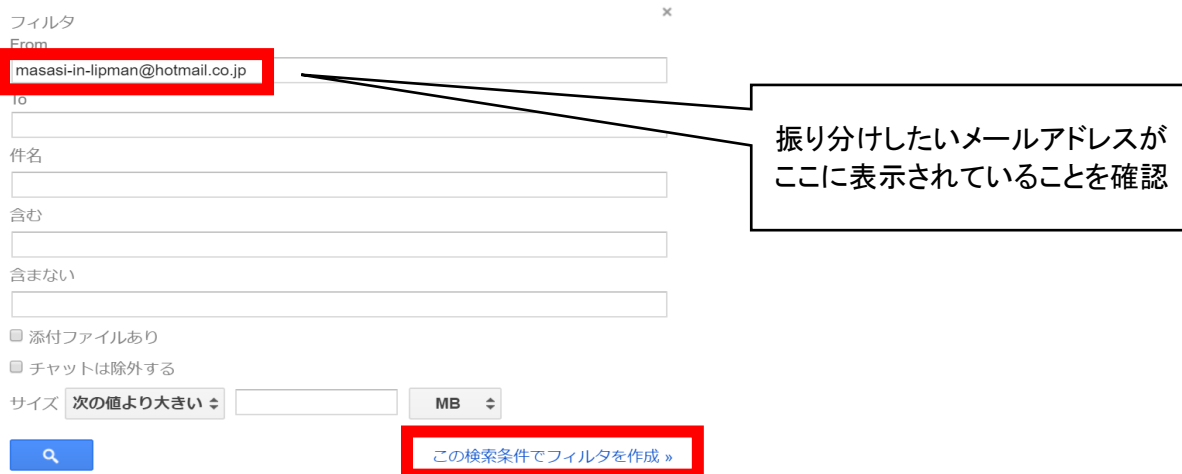 フィルタ
×
From
masasi-in-lipman@hotmail.co.jp
To
件名
含む
含まない
添付ファイルあり
チャットは除外する
サイズ 次の値より大きい MB
この検索条件でフィルタを作成 »
振り分けしたいメールアドレスが
ここに表示されていることを確認